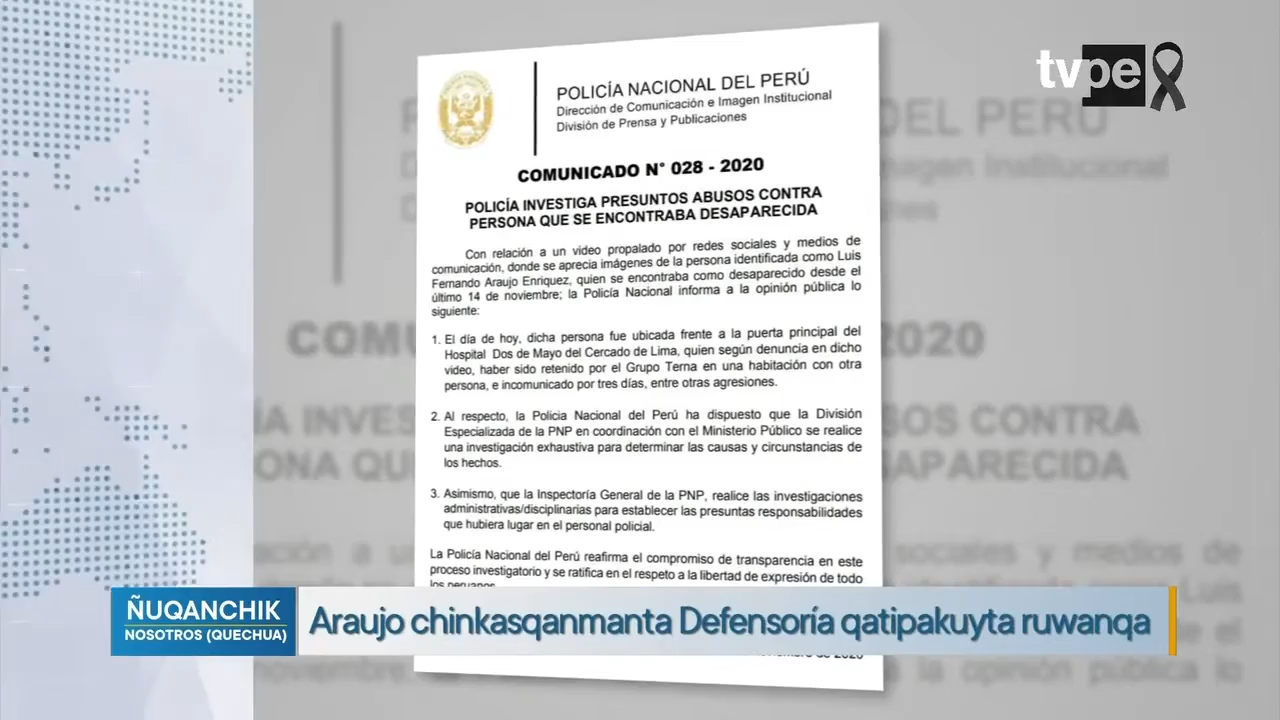 tvpe
POLICÍA NACIONAL DEL PERÚ
Dirección de Comunicación e Imagen Institucional
División de Prensa y Publicaciones
COMUNICADO N° 028 - 2020
POLICÍA INVESTIGA PRESUNTOS ABUSOS CONTRA
PERSONA QUE SE ENCONTRABA DESAPARECIDA
Con relación a un video propalado por redes sociales y medios de
comunicación, donde se aprecia imágenes de la persona identificada como Luis
Fernando Araujo Enriquez, quien se encontraba como desaparecido desde el
último 14 de noviembre; la Policía Nacional informa a la opinión pública lo
siguiente:
1. El día de hoy, dicha persona fue ubicada frente a la puerta principal del
Hospital Dos de Mayo del Cercado de Lima, quien según denuncia en dicho
video, haber sido retenido por el Grupo Terna en una habitación con otra
persona, e incomunicado por tres días, entre otras agresiones.
2. Al respecto, la Policia Nacional del Perú ha dispuesto que la División
Especializada de la PNP en coordinación con el Ministerio Público se realice
una investigación exhaustiva para determinar las causas y circunstancias de
los hechos.
3. Asimismo, que la Inspectoría General de la PNP, realice las investigaciones
administrativas/disciplinarias para establecer las presuntas responsabilidades
que hubiera lugar en el personal policial.
La Policía Nacional del Perú reafirma el compromiso de transparencia en este
proceso investigatorio y se ratifica en el respeto a la libertad de expresión de todo
los peruanos
ÑUQANCHIK
NOSOTROS (QUECHUA)
Araujo chinkasqanmanta Defensoría qatipakuyta ruwanqa
de 2020